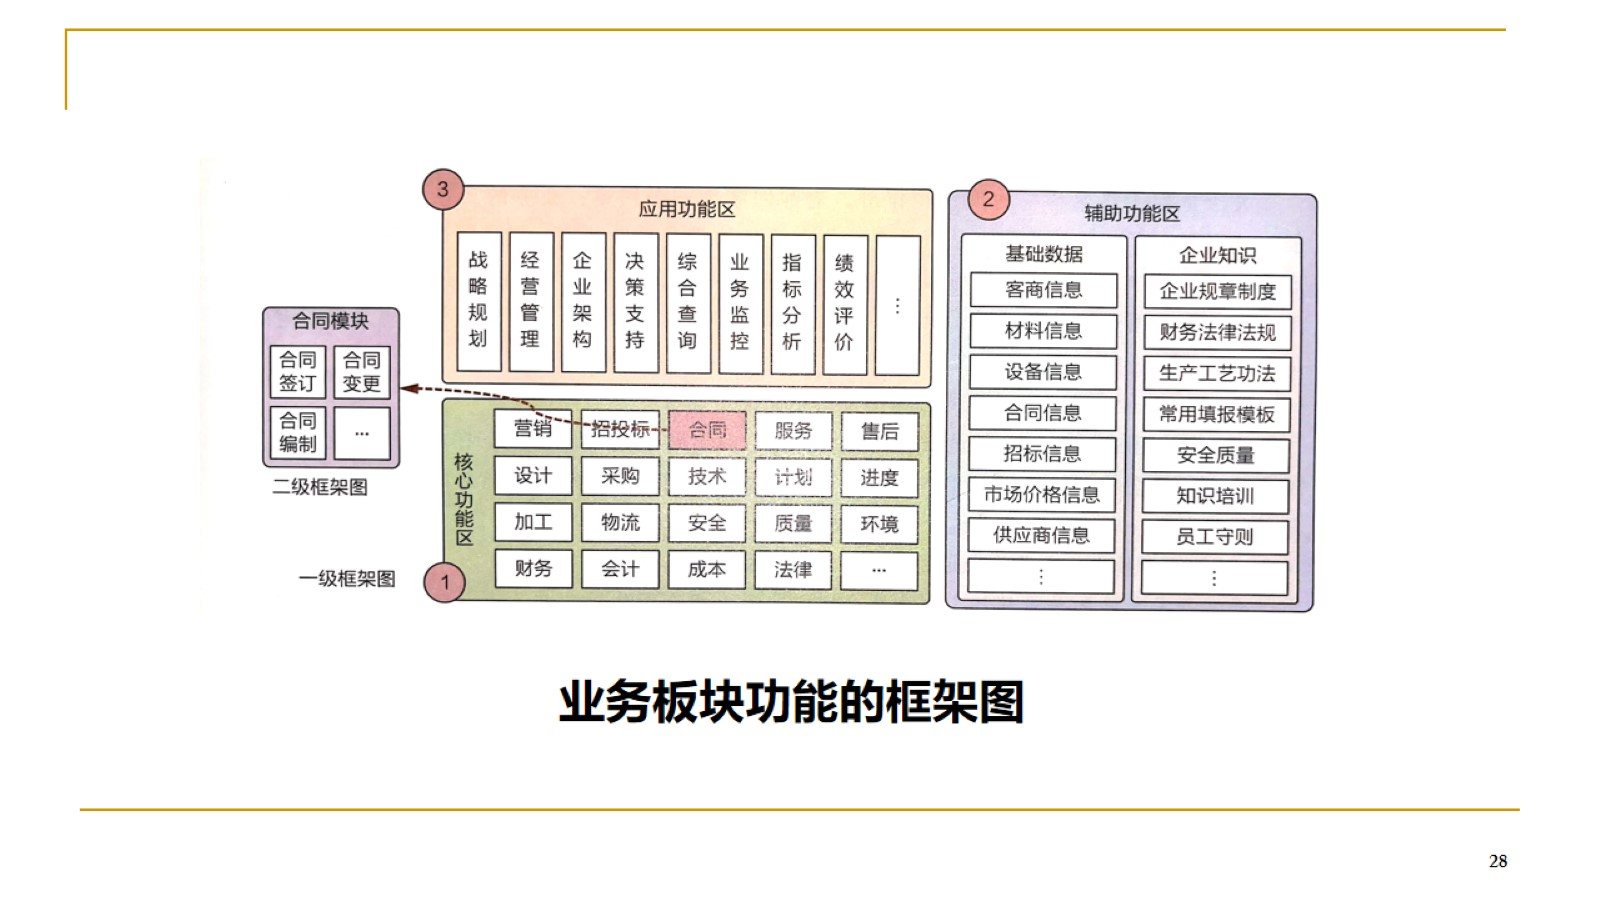 3
应用功能区
战略规划
经营管理
企业架构
决策支持
综合查询
业务监控
指标分析
绩效评价
⋮
2
辅助功能区
基础数据
客商信息
材料信息
设备信息
合同信息
招标信息
市场价格信息
供应商信息
⋮
企业知识
企业规章制度
财务法律法规
生产工艺功法
常用填报模板
安全质量
知识培训
员工守则
⋮
合同模块
合同签订
合同变更
合同编制
…
二级框架图
核心功能区
营销 招投标 合同 服务 售后
设计 采购 技术 计划 进度
加工 物流 安全 质量 环境
财务 会计 成本 法律 …
一级框架图
1
业务板块功能的框架图
28